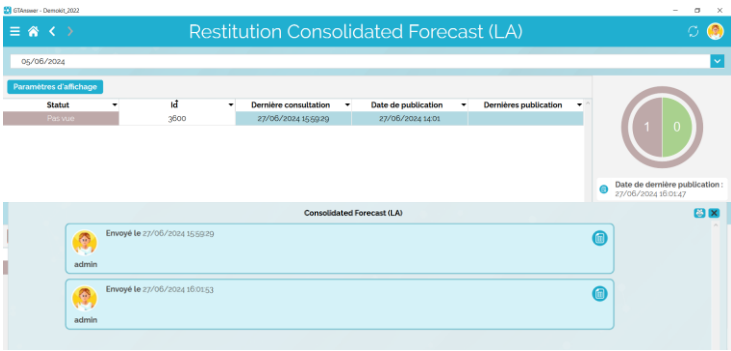 GTAnswer - Demokit_2022
Restitution Consolidated Forecast (LA)
05/06/2024
Paramètres d'affichage
Statut Id Dernière consultation Date de publication Dernières publication
Pas vue 3600 27/06/2024 15:59:29 27/06/2024 14:01
1 0
Date de dernière publication :
27/06/2024 16:01:47
Consolidated Forecast (LA)
Envoyé le 27/06/2024 15:59:29
admin
Envoyé le 27/06/2024 16:01:53
admin